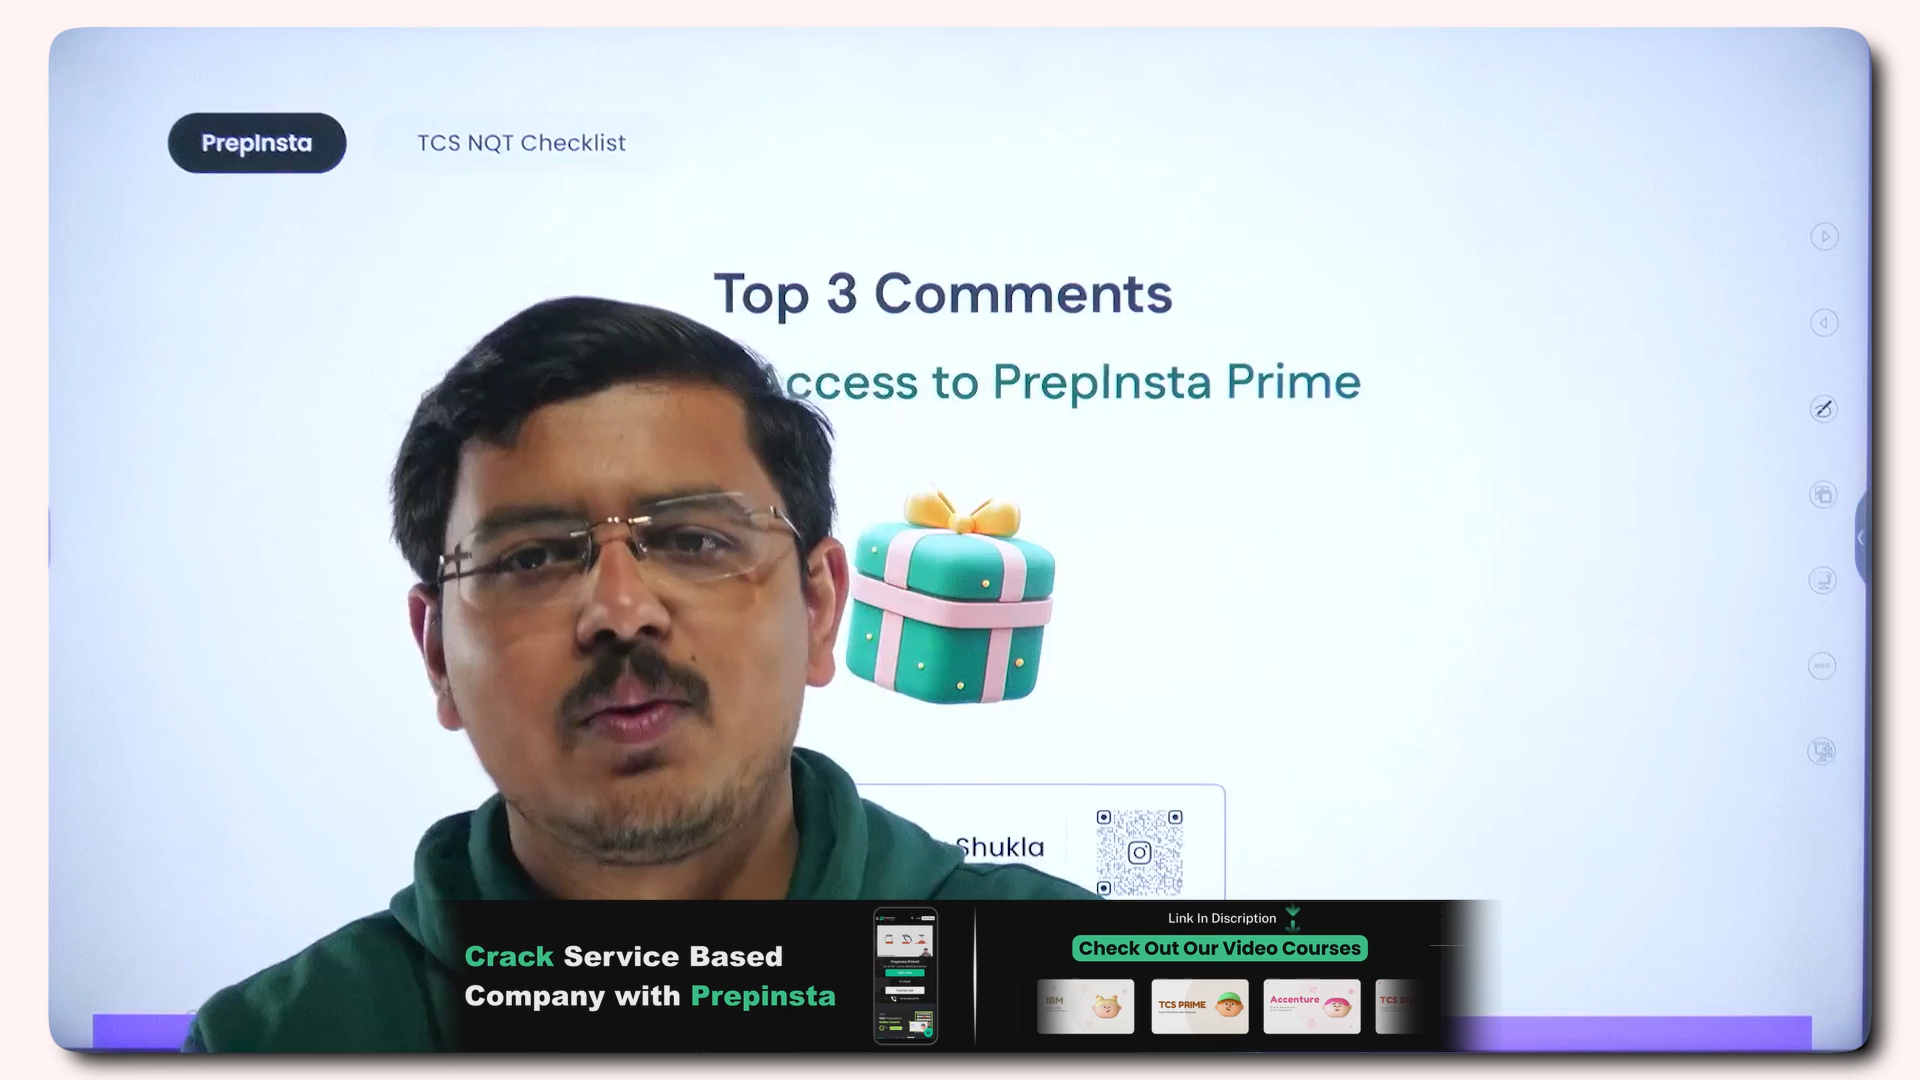 PrepInsta
TCS NQT Checklist
Top 3 Comments
ccess to PrepInsta Prime
Shukla
Crack Service Based
Company with Prepinsta
Link In Discription
Check Out Our Video Courses
IBM
TCS PRIME
Accenture